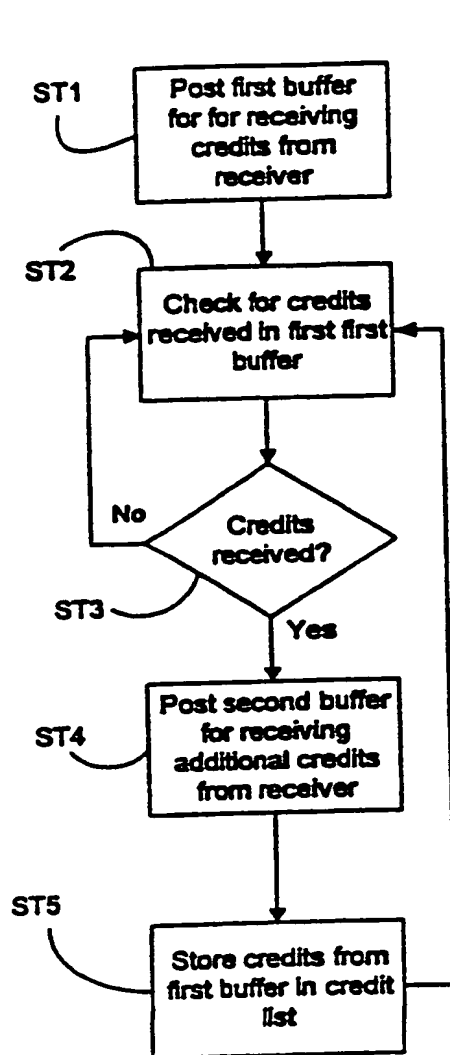 ST1
Post first buffer
for for receiving
credits from
receiver
ST2
Check for credits
received in first first
buffer
No
Credits
received?
ST3
Yes
Post second buffer
for receiving
additional credits
from receiver
ST4
ST5
Store credits from
first buffer in credit
list